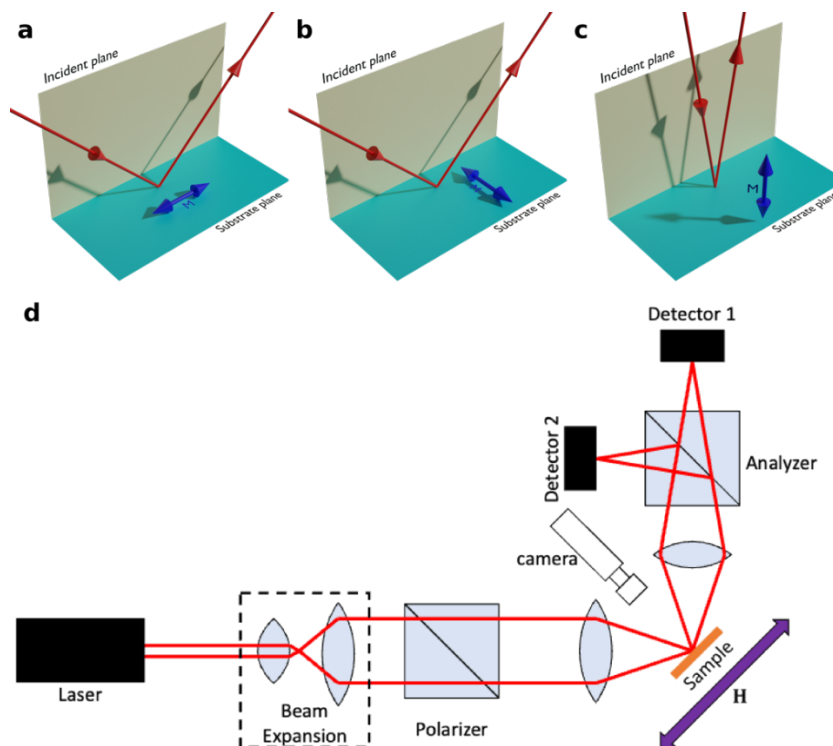 a
b
c
Incident plane
Incident plane
Incident plane
M
M
M
Substrate plane
Substrate plane
Substrate plane
d
Detector 1
Detector 2
Analyzer
camera
Laser
Beam
Expansion
Polarizer
Sample
H